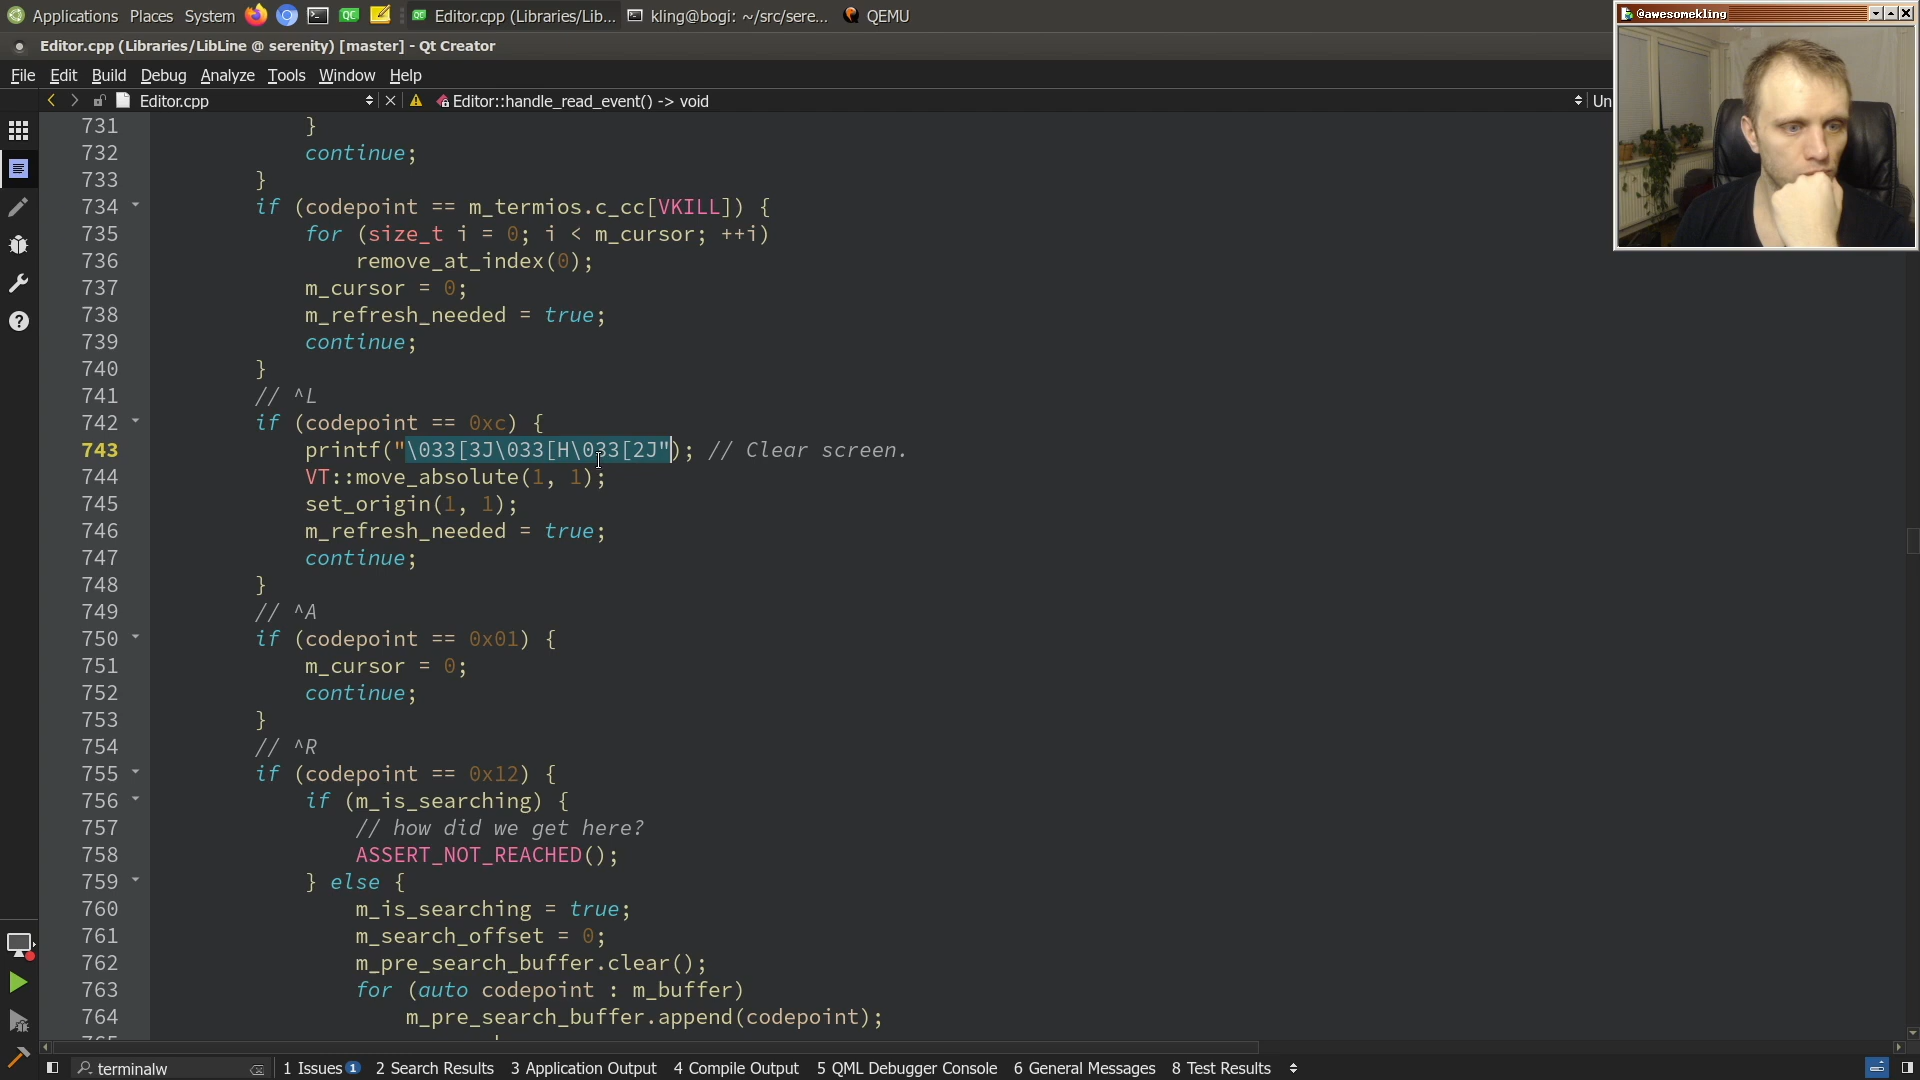 Applications Places System Editor.cpp (Libraries/Lib... kling@bogi: ~/src/sere... QEMU
@awesomekling
Editor.cpp (Libraries/LibLine @ serenity) [master] - Qt Creator
File Edit Build Debug Analyze Tools Window Help
Editor.cpp Editor::handle_read_event() -> void Un
731 }
732 continue;
733 }
734 if (codepoint == m_termios.c_cc[VKILL]) {
735 for (size_t i = 0; i < m_cursor; ++i)
736 remove_at_index(0);
737 m_cursor = 0;
738 m_refresh_needed = true;
739 continue;
740 }
741 // ^L
742 if (codepoint == 0xc) {
743 printf("\033[3J\033[H\033[2J"); // Clear screen.
744 VT::move_absolute(1, 1);
745 set_origin(1, 1);
746 m_refresh_needed = true;
747 continue;
748 }
749 // ^A
750 if (codepoint == 0x01) {
751 m_cursor = 0;
752 continue;
753 }
754 // ^R
755 if (codepoint == 0x12) {
756 if (m_is_searching) {
757 // how did we get here?
758 ASSERT_NOT_REACHED();
759 } else {
760 m_is_searching = true;
761 m_search_offset = 0;
762 m_pre_search_buffer.clear();
763 for (auto codepoint : m_buffer)
764 m_pre_search_buffer.append(codepoint);
terminalw 1 Issues 1 2 Search Results 3 Application Output 4 Compile Output 5 QML Debugger Console 6 General Messages 8 Test Results